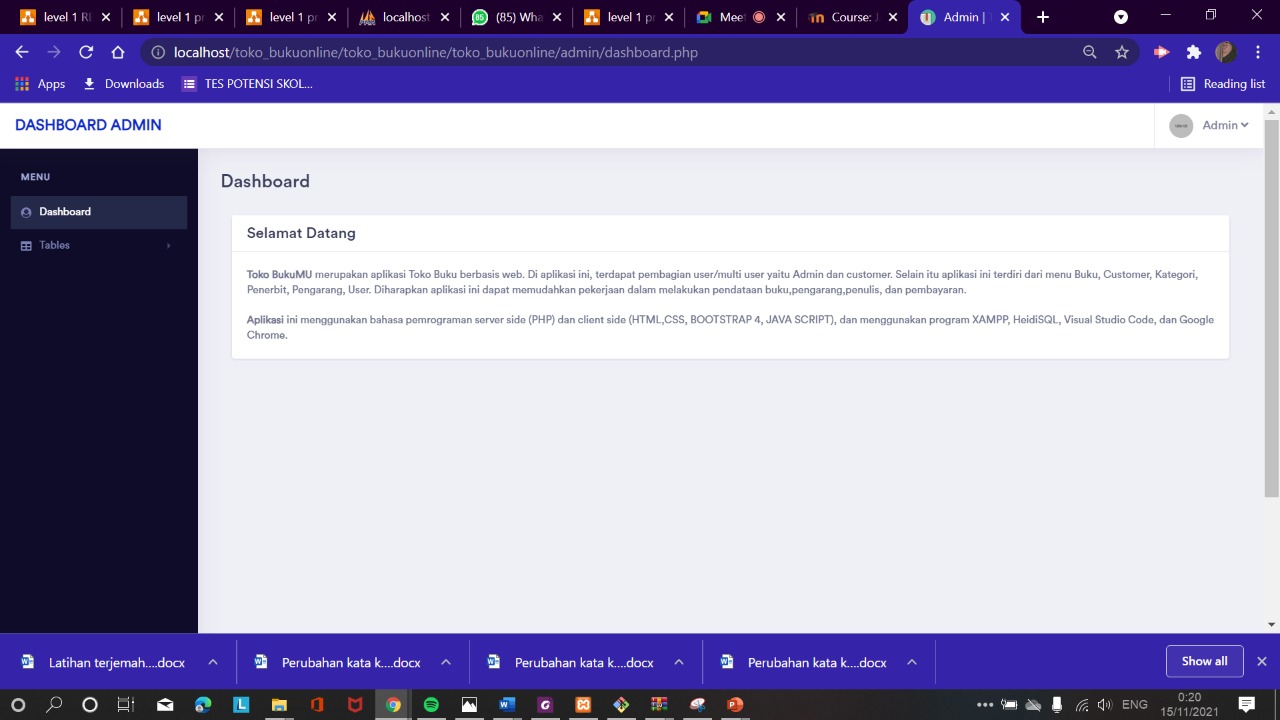 level 1 RI
level 1 pr
level 1 pr
localhost
(85) Wha
level 1 pr
Meet
Course: J
Admin | T
localhost/toko_bukuonline/toko_bukuonline/toko_bukuonline/admin/dashboard.php
Apps
Downloads
TES POTENSI SKOL...
Reading list
DASHBOARD ADMIN
Admin
MENU
Dashboard
Tables
Dashboard
Selamat Datang
Toko BukuMU merupakan aplikasi Toko Buku berbasis web. Di aplikasi ini, terdapat pembagian user/multi user yaitu Admin dan customer. Selain itu aplikasi ini terdiri dari menu Buku, Customer, Kategori,
Penerbit, Pengarang, User. Diharapkan aplikasi ini dapat memudahkan pekerjaan dalam melakukan pendataan buku,pengarang,penulis, dan pembayaran.
Aplikasi ini menggunakan bahasa pemrograman server side (PHP) dan client side (HTML,CSS, BOOTSTRAP 4, JAVA SCRIPT), dan menggunakan program XAMPP, HeidiSQL, Visual Studio Code, dan Google
Chrome.
Latihan terjemah....docx
Perubahan kata k....docx
Perubahan kata k....docx
Perubahan kata k....docx
Show all
ENG
0:20
15/11/2021